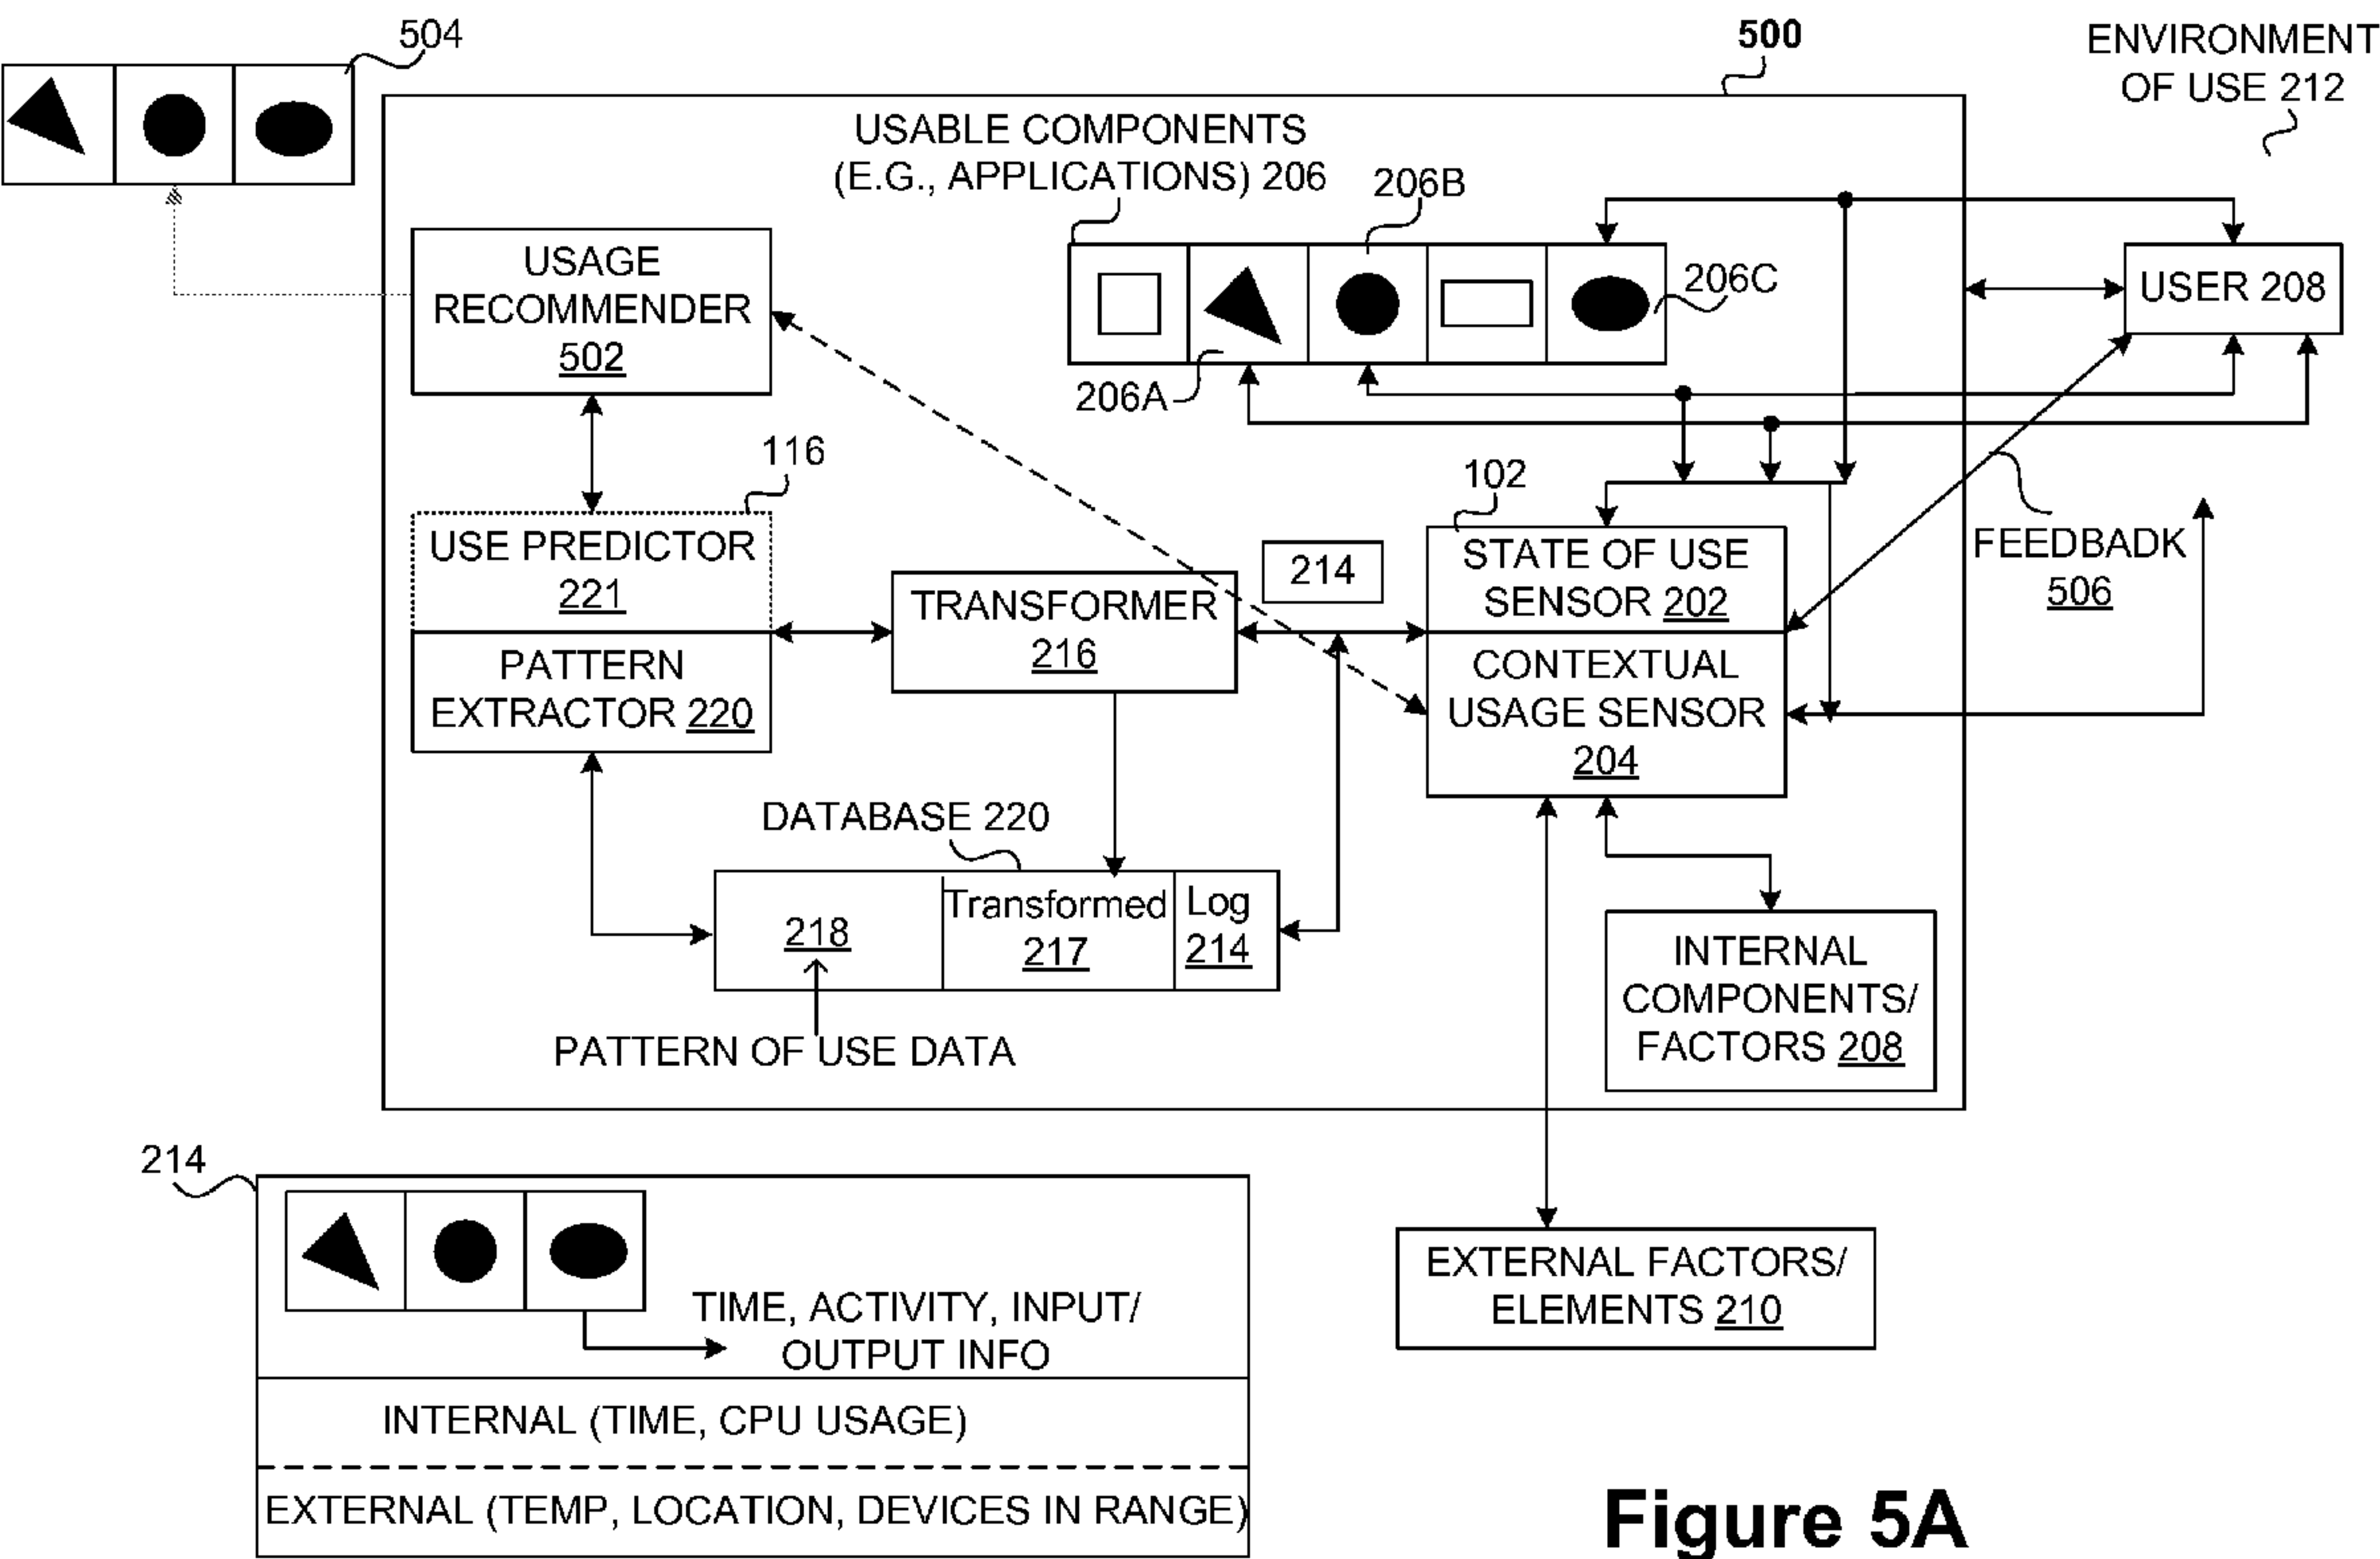 504
500
ENVIRONMENT
OF USE 212
USABLE COMPONENTS
(E.G., APPLICATIONS) 206
206B
USAGE
RECOMMENDER
502
206C
USER 208
206A
116
102
USE PREDICTOR
221
214
STATE OF USE
SENSOR 202
FEEDBADK
506
TRANSFORMER
216
PATTERN
EXTRACTOR 220
CONTEXTUAL
USAGE SENSOR
204
DATABASE 220
218
Transformed
217
Log
214
INTERNAL
COMPONENTS/
FACTORS 208
PATTERN OF USE DATA
214
TIME, ACTIVITY, INPUT/
OUTPUT INFO
EXTERNAL FACTORS/
ELEMENTS 210
INTERNAL (TIME, CPU USAGE)
EXTERNAL (TEMP, LOCATION, DEVICES IN RANGE)
Figure 5A